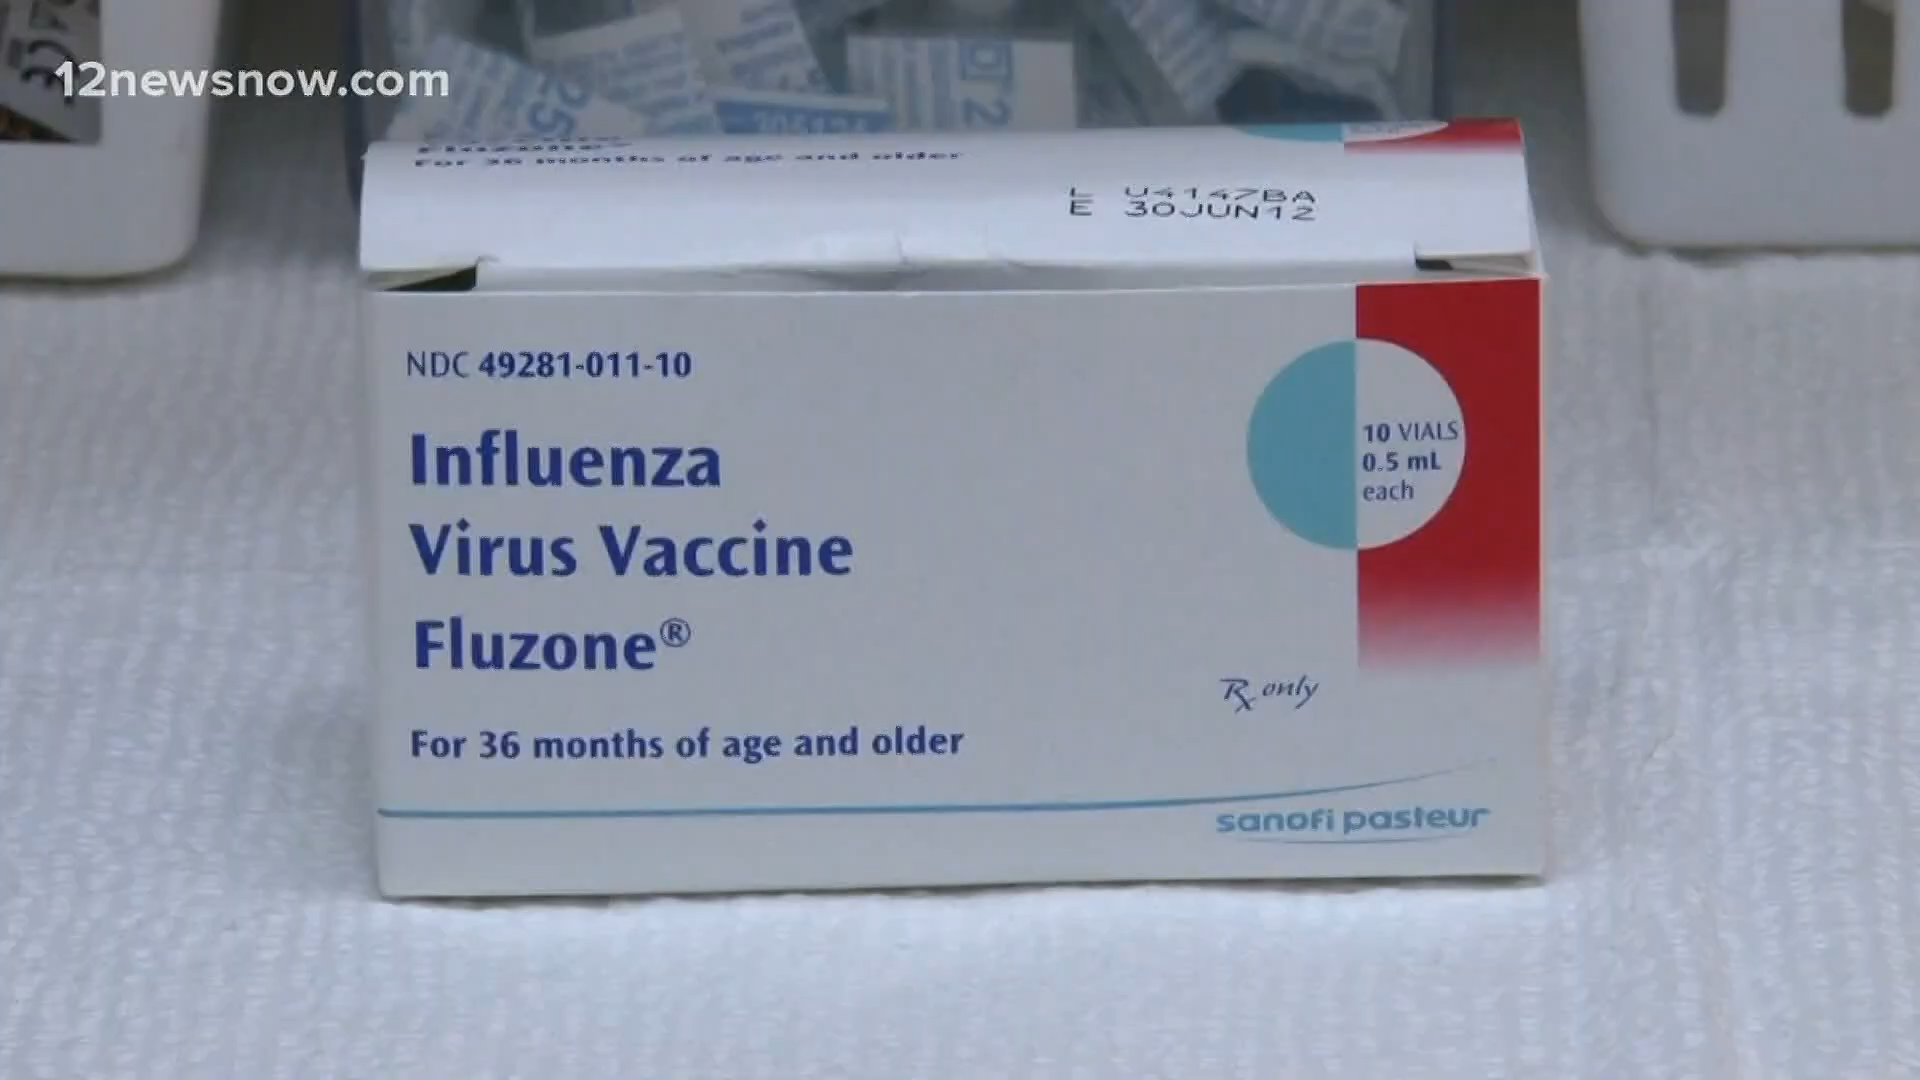 12newsnow.com
Fluzone
For 36 months of age and older
L U4147BA
E 30JUN12
NDC 49281-011-10
Influenza
Virus Vaccine
Fluzone®
For 36 months of age and older
10 VIALS
0.5 mL
each
Rx only
sanofi pasteur